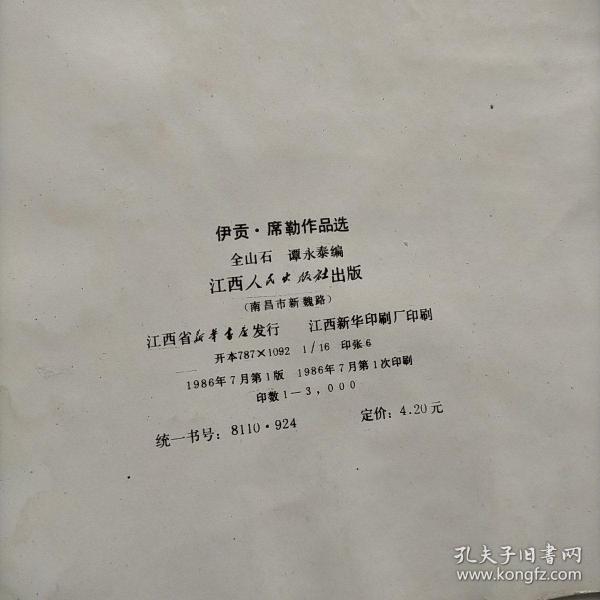 伊贡·席勒作品选
全山石 谭永泰编
江西人民出版社出版
(南昌市新魏路)
江西省新华书店发行 江西新华印刷厂印刷
开本787×1092 1/16 印张6
1986年7月第1版 1986年7月第1次印刷
印数1—3,000
统一书号：8110·924 定价：4.20元
孔夫子旧书网
www.kongfz.com